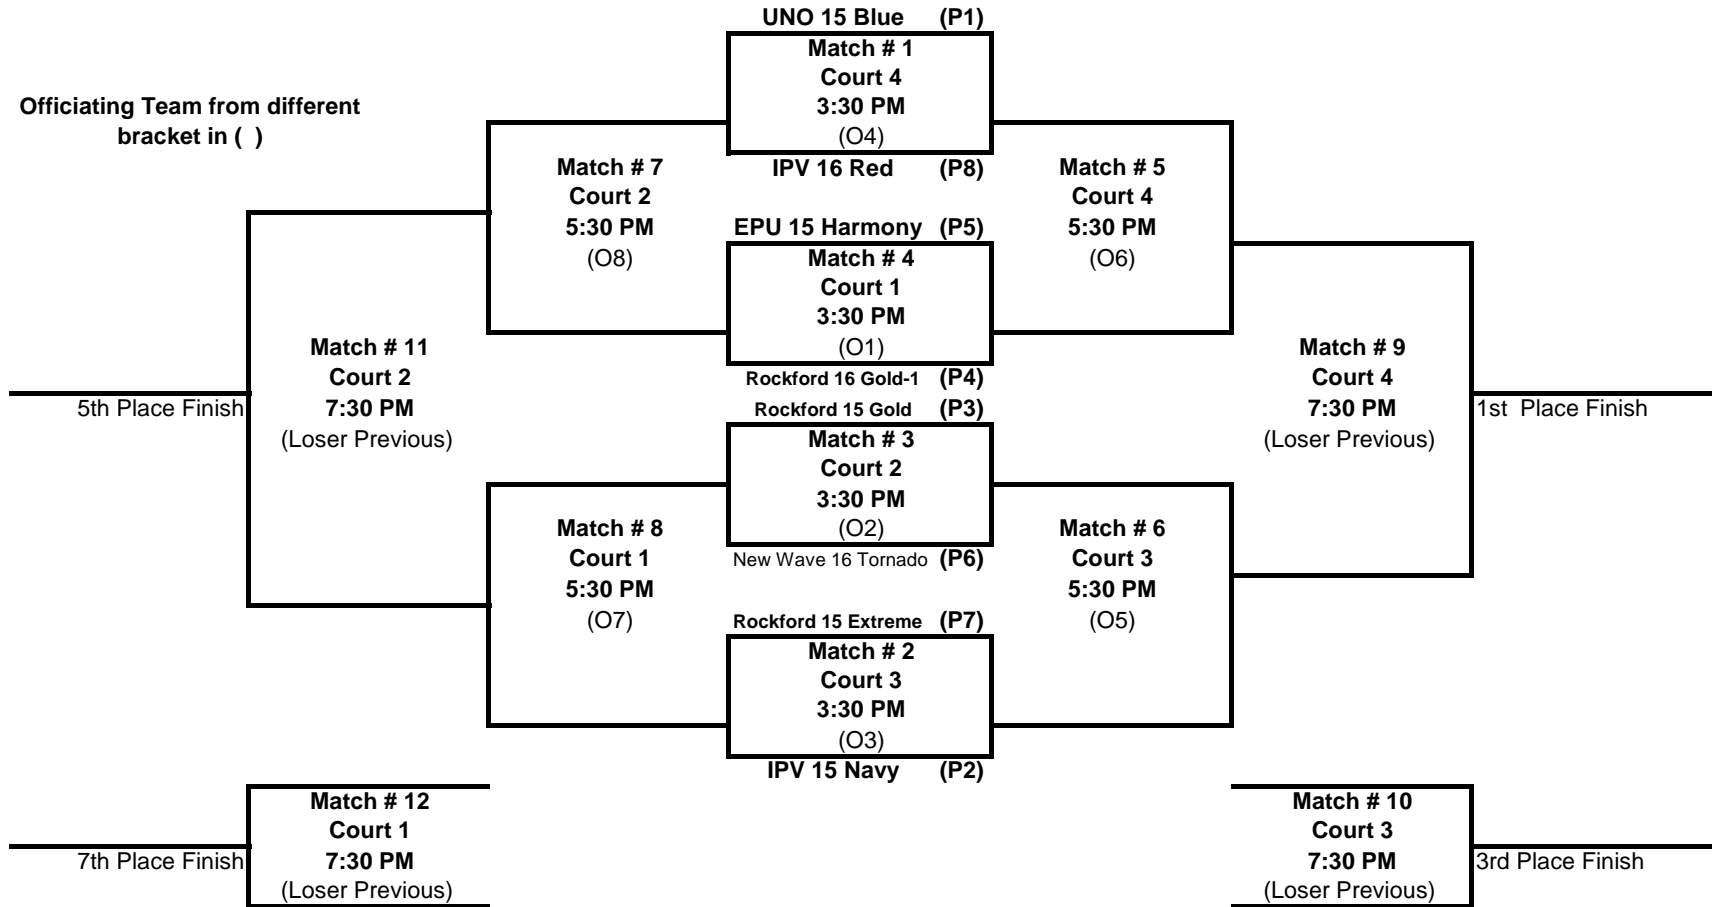 UNO 15 Blue (P1)
Match # 1
Court 4
3:30 PM
(O4)
IPV 16 Red (P8)
Officiating Team from different
bracket in ( )
Match # 7
Court 2
5:30 PM
(O8)
Match # 5
Court 4
5:30 PM
(O6)
EPU 15 Harmony (P5)
Match # 4
Court 1
3:30 PM
(O1)
Rockford 16 Gold-1 (P4)
Match # 11
Court 2
7:30 PM
(Loser Previous)
5th Place Finish
Match # 9
Court 4
7:30 PM
(Loser Previous)
1st Place Finish
Rockford 15 Gold (P3)
Match # 3
Court 2
3:30 PM
(O2)
New Wave 16 Tornado (P6)
Match # 8
Court 1
5:30 PM
(O7)
Match # 6
Court 3
5:30 PM
(O5)
Rockford 15 Extreme (P7)
Match # 2
Court 3
3:30 PM
(O3)
IPV 15 Navy (P2)
Match # 12
Court 1
7:30 PM
(Loser Previous)
7th Place Finish
Match # 10
Court 3
7:30 PM
(Loser Previous)
3rd Place Finish